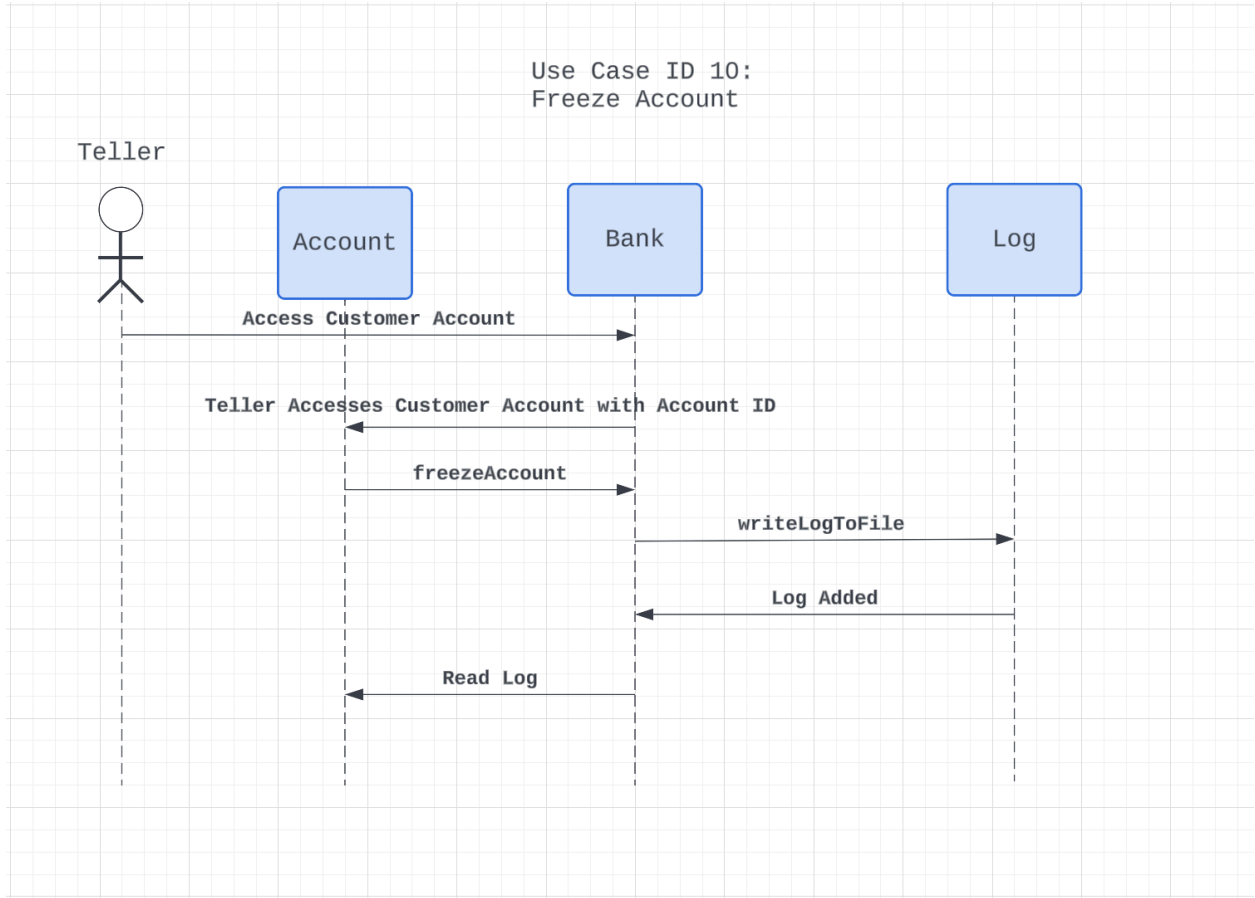 Use Case ID 10:
Freeze Account
Teller
Account
Bank
Log
Access Customer Account
Teller Accesses Customer Account with Account ID
freezeAccount
writeLogToFile
Log Added
Read Log